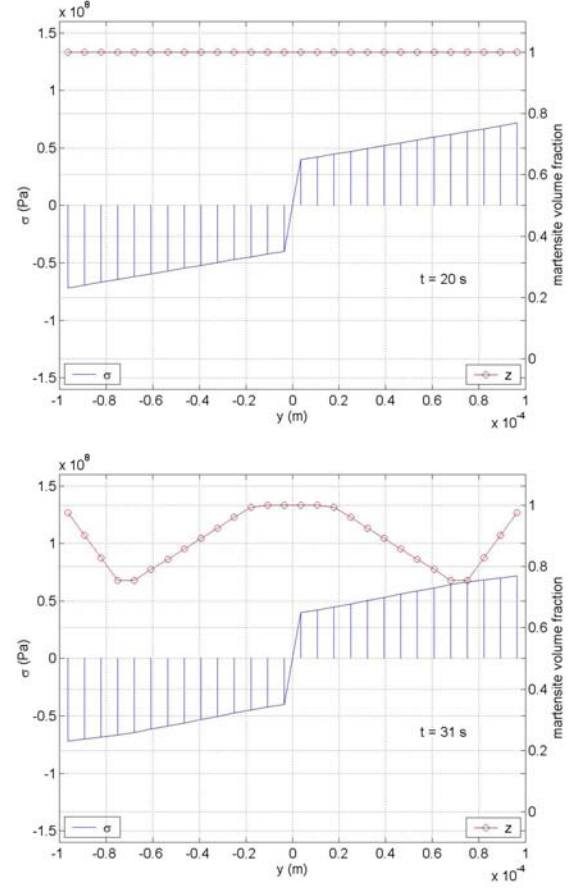 x 10⁸
1.5
1
0.5
0
-0.5
-1
-1.5
σ (Pa)
1
0.8
0.6
0.4
0.2
0
martensite volume fraction
t = 20 s
σ
z
-1 -0.8 -0.6 -0.4 -0.2 0 0.2 0.4 0.6 0.8 1
y (m)
x 10⁻⁴
x 10⁸
1.5
1
0.5
0
-0.5
-1
-1.5
σ (Pa)
1
0.8
0.6
0.4
0.2
0
martensite volume fraction
t = 31 s
σ
z
-1 -0.8 -0.6 -0.4 -0.2 0 0.2 0.4 0.6 0.8 1
y (m)
x 10⁻⁴